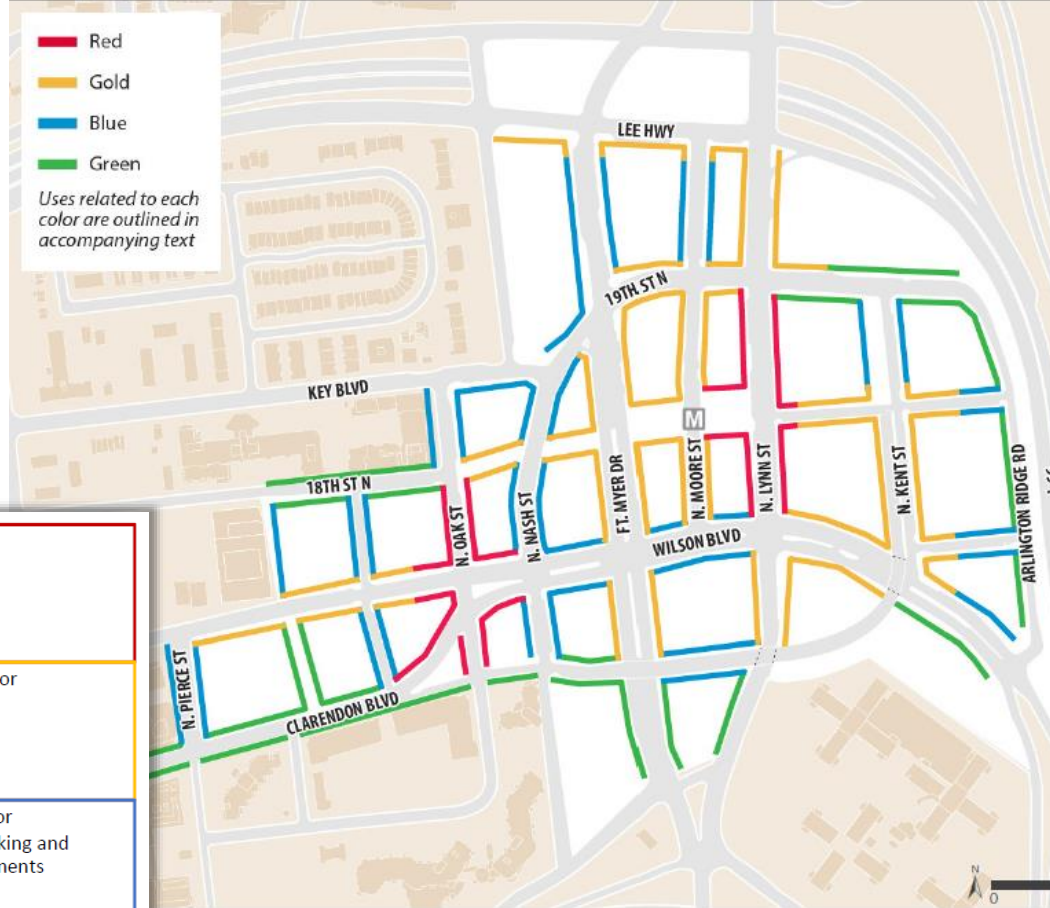 Red
Gold
Blue
Green
Uses related to each
color are outlined in
accompanying text
LEE HWY
19TH ST N
KEY BLVD
M
18TH ST N
N. OAK ST
N. NASH ST
FT. MYER DR
N. MOORE ST
N. LYNN ST
N. KENT ST
ARLINGTON RIDGE RD
WILSON BLVD
N. PIERCE ST
CLARENDON BLVD
or
or
king and
ments
N
0